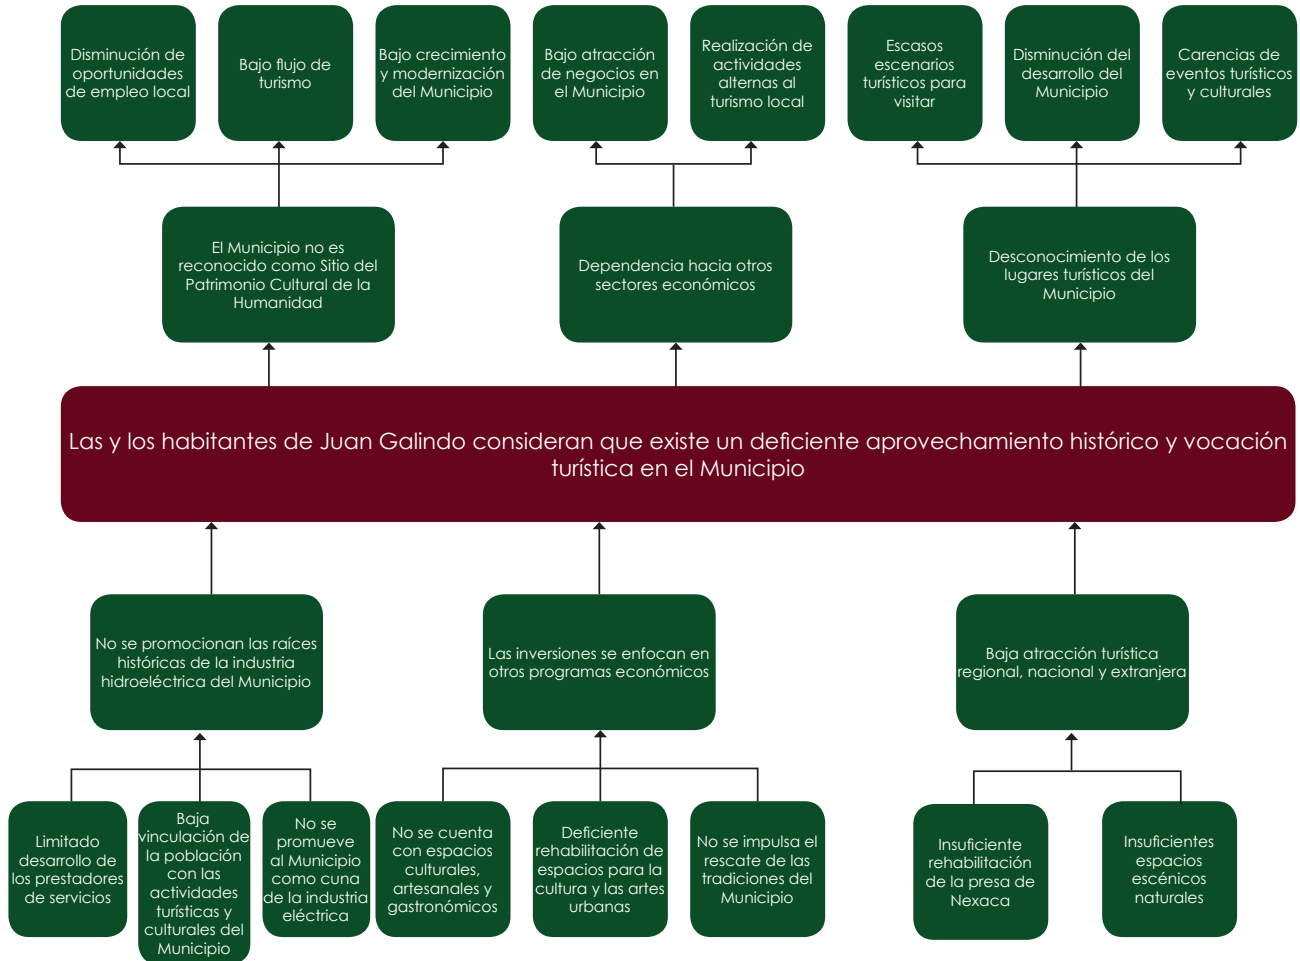 Disminución de
oportunidades
de empleo local
Bajo flujo de
turismo
Bajo crecimiento
y modernización
del Municipio
Bajo atracción
de negocios en
el Municipio
Realización de
actividades
alternas al
turismo local
Escasos
escenarios
turísticos para
visitar
Disminución del
desarrollo del
Municipio
Carencias de
eventos turísticos
y culturales
El Municipio no es
reconocido como Sitio del
Patrimonio Cultural de la
Humanidad
Dependencia hacia otros
sectores económicos
Desconocimiento de los
lugares turísticos del
Municipio
Las y los habitantes de Juan Galindo consideran que existe un deficiente aprovechamiento histórico y vocación
turística en el Municipio
No se promocionan las raíces
históricas de la industria
hidroeléctrica del Municipio
Las inversiones se enfocan en
otros programas económicos
Baja atracción turística
regional, nacional y extranjera
Limitado
desarrollo de
los prestadores
de servicios
Baja
vinculación de
la población
con las
actividades
turísticas y
culturales del
Municipio
No se
promueve
al Municipio
como cuna
de la industria
eléctrica
No se cuenta
con espacios
culturales,
artesanales y
gastronómicos
Deficiente
rehabilitación de
espacios para la
cultura y las artes
urbanas
No se impulsa el
rescate de las
tradiciones del
Municipio
Insuficiente
rehabilitación
de la presa de
Nexaca
Insuficientes
espacios
escénicos
naturales